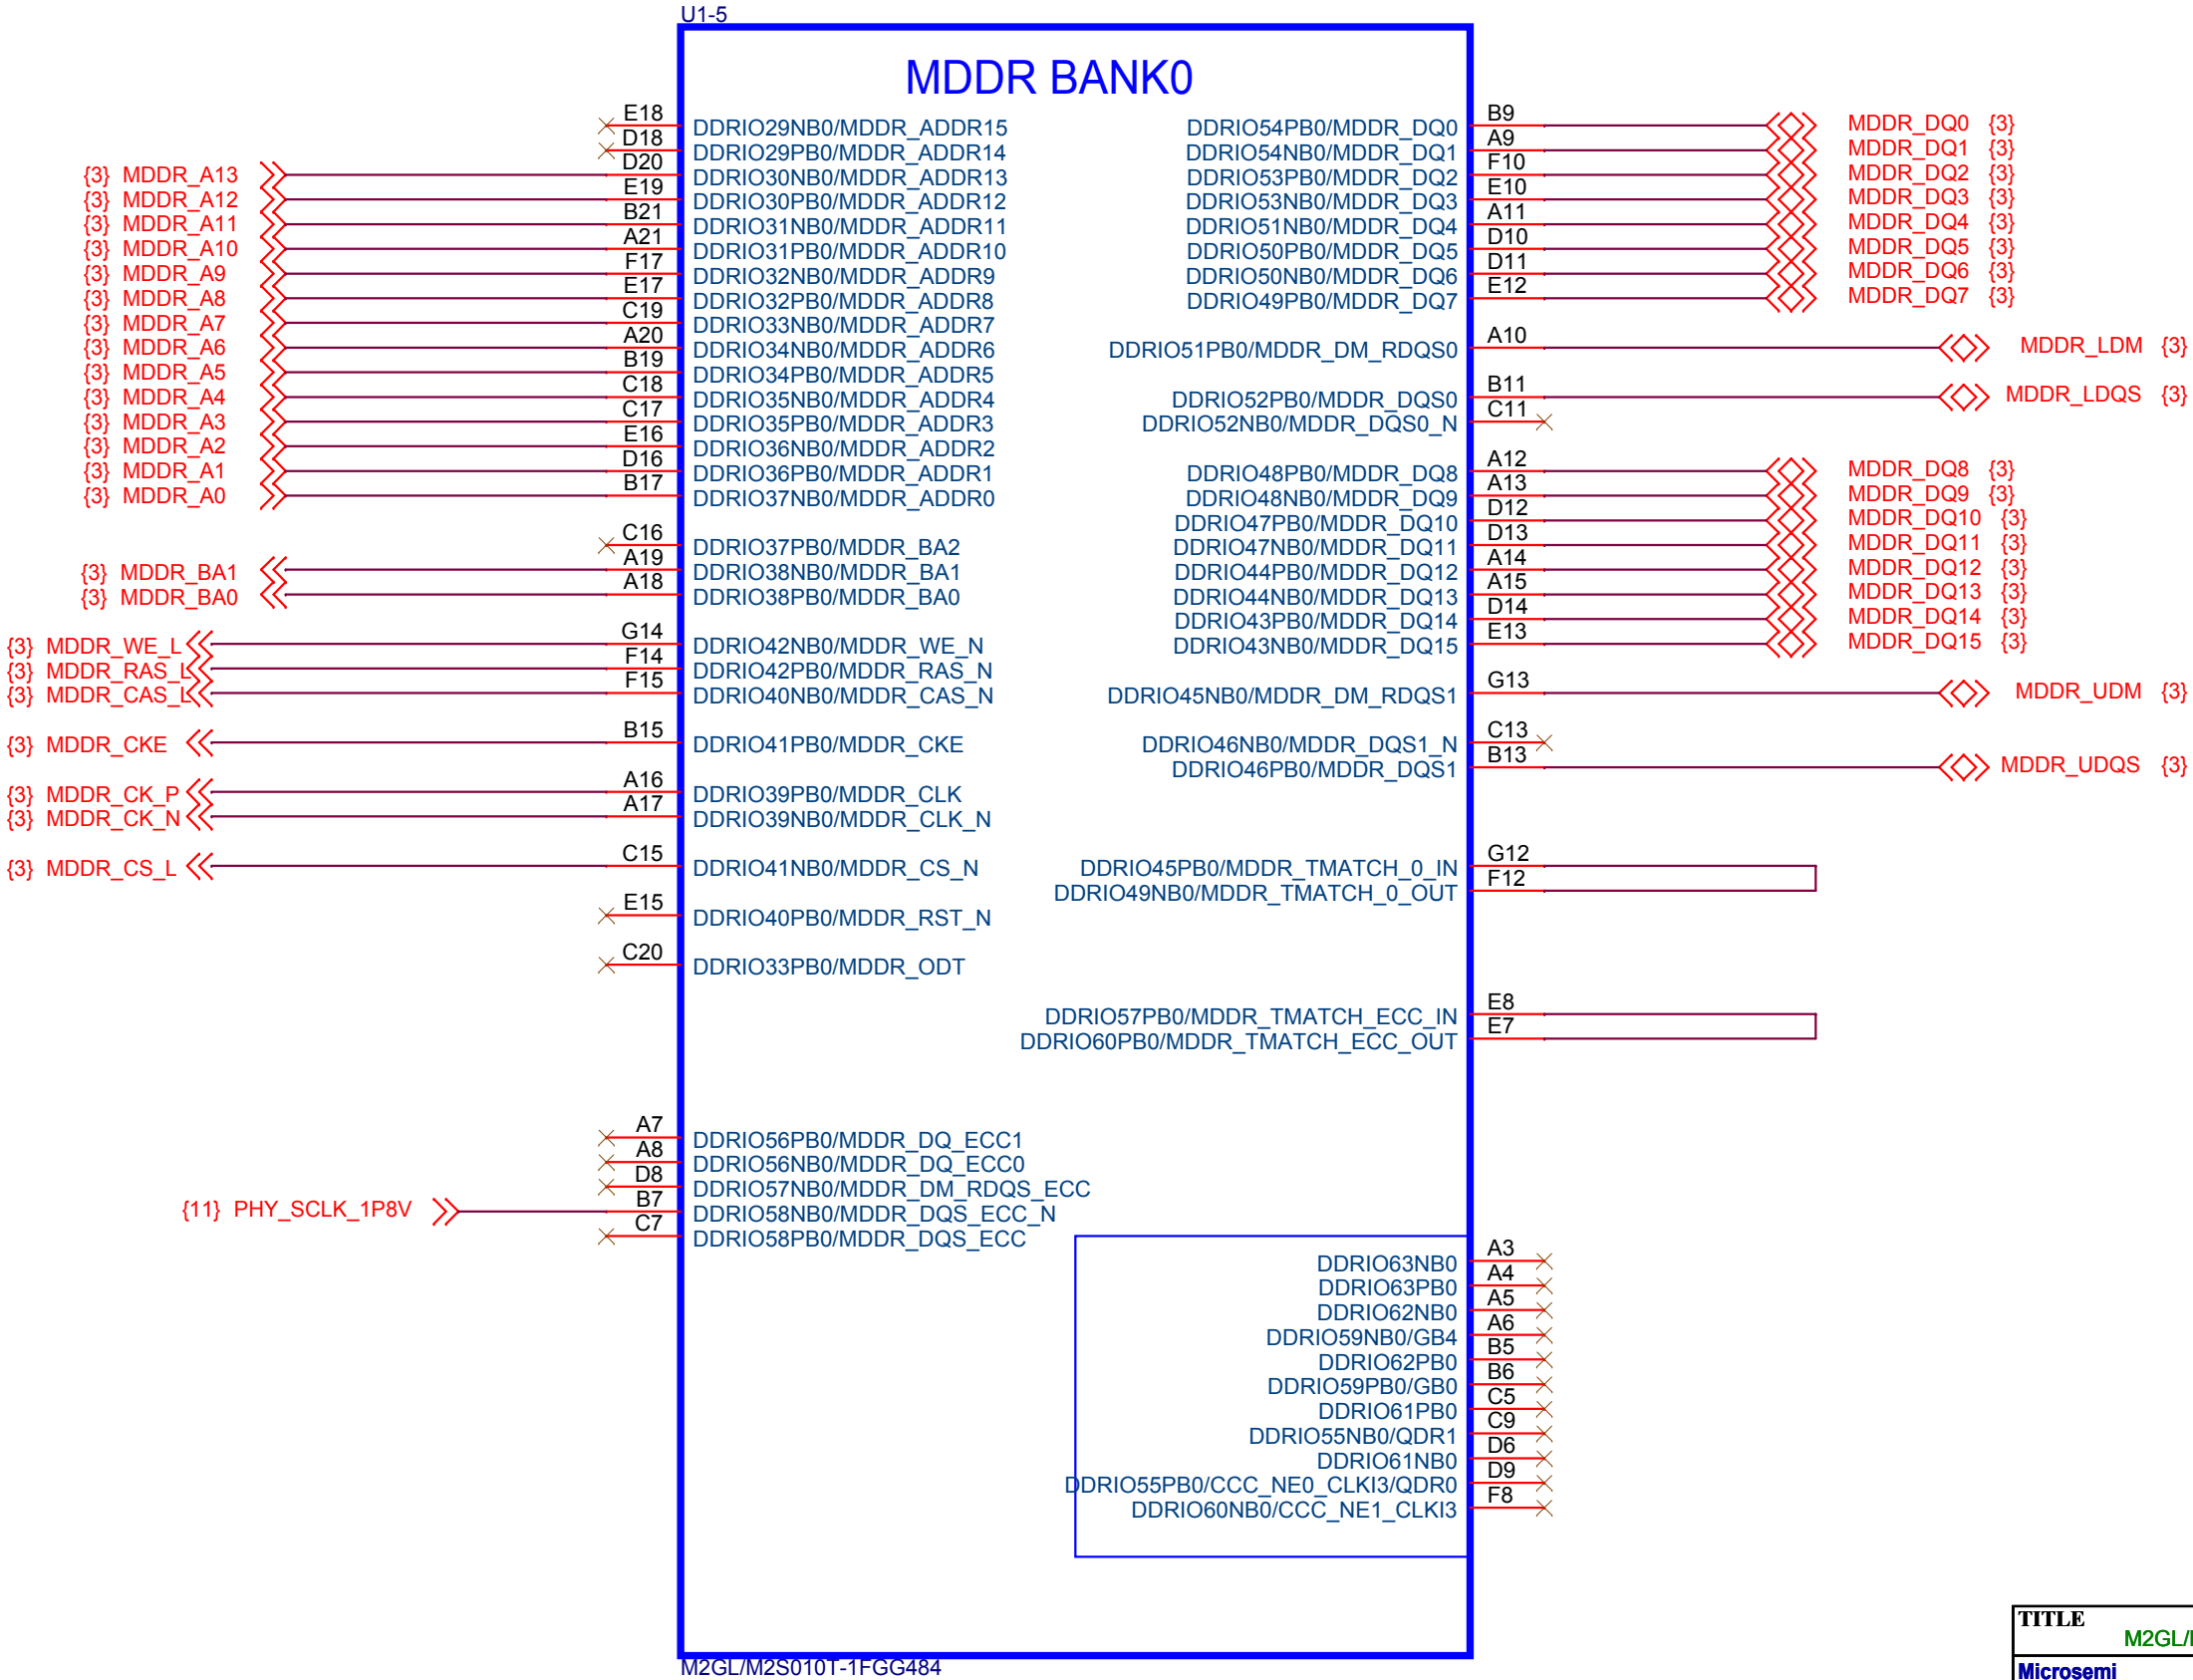 U1-5
MDDR BANK0
E18 DDRIO29NB0/MDDR_ADDR15
D18 DDRIO29PB0/MDDR_ADDR14
{3} MDDR_A13 D20 DDRIO30NB0/MDDR_ADDR13
{3} MDDR_A12 E19 DDRIO30PB0/MDDR_ADDR12
{3} MDDR_A11 B21 DDRIO31NB0/MDDR_ADDR11
{3} MDDR_A10 A21 DDRIO31PB0/MDDR_ADDR10
{3} MDDR_A9 F17 DDRIO32NB0/MDDR_ADDR9
{3} MDDR_A8 E17 DDRIO32PB0/MDDR_ADDR8
{3} MDDR_A7 C19 DDRIO33NB0/MDDR_ADDR7
{3} MDDR_A6 A20 DDRIO34NB0/MDDR_ADDR6
{3} MDDR_A5 B19 DDRIO34PB0/MDDR_ADDR5
{3} MDDR_A4 C18 DDRIO35NB0/MDDR_ADDR4
{3} MDDR_A3 C17 DDRIO35PB0/MDDR_ADDR3
{3} MDDR_A2 E16 DDRIO36NB0/MDDR_ADDR2
{3} MDDR_A1 D16 DDRIO36PB0/MDDR_ADDR1
{3} MDDR_A0 B17 DDRIO37NB0/MDDR_ADDR0
C16 DDRIO37PB0/MDDR_BA2
{3} MDDR_BA1 A19 DDRIO38NB0/MDDR_BA1
{3} MDDR_BA0 A18 DDRIO38PB0/MDDR_BA0
{3} MDDR_WE_L G14 DDRIO42NB0/MDDR_WE_N
{3} MDDR_RAS_L F14 DDRIO42PB0/MDDR_RAS_N
{3} MDDR_CAS_L F15 DDRIO40NB0/MDDR_CAS_N
{3} MDDR_CKE B15 DDRIO41PB0/MDDR_CKE
{3} MDDR_CK_P A16 DDRIO39PB0/MDDR_CLK
{3} MDDR_CK_N A17 DDRIO39NB0/MDDR_CLK_N
{3} MDDR_CS_L C15 DDRIO41NB0/MDDR_CS_N
E15 DDRIO40PB0/MDDR_RST_N
C20 DDRIO33PB0/MDDR_ODT
A7 DDRIO56PB0/MDDR_DQ_ECC1
A8 DDRIO56NB0/MDDR_DQ_ECC0
D8 DDRIO57NB0/MDDR_DM_RDQS_ECC
{11} PHY_SCLK_1P8V B7 DDRIO58NB0/MDDR_DQS_ECC_N
C7 DDRIO58PB0/MDDR_DQS_ECC
DDRIO54PB0/MDDR_DQ0 B9 MDDR_DQ0 {3}
DDRIO54NB0/MDDR_DQ1 A9 MDDR_DQ1 {3}
DDRIO53PB0/MDDR_DQ2 F10 MDDR_DQ2 {3}
DDRIO53NB0/MDDR_DQ3 E10 MDDR_DQ3 {3}
DDRIO51NB0/MDDR_DQ4 A11 MDDR_DQ4 {3}
DDRIO50PB0/MDDR_DQ5 D10 MDDR_DQ5 {3}
DDRIO50NB0/MDDR_DQ6 D11 MDDR_DQ6 {3}
DDRIO49PB0/MDDR_DQ7 E12 MDDR_DQ7 {3}
DDRIO51PB0/MDDR_DM_RDQS0 A10 MDDR_LDM {3}
DDRIO52PB0/MDDR_DQS0 B11 MDDR_LDQS {3}
DDRIO52NB0/MDDR_DQS0_N C11
DDRIO48PB0/MDDR_DQ8 A12 MDDR_DQ8 {3}
DDRIO48NB0/MDDR_DQ9 A13 MDDR_DQ9 {3}
DDRIO47PB0/MDDR_DQ10 D12 MDDR_DQ10 {3}
DDRIO47NB0/MDDR_DQ11 D13 MDDR_DQ11 {3}
DDRIO44PB0/MDDR_DQ12 A14 MDDR_DQ12 {3}
DDRIO44NB0/MDDR_DQ13 A15 MDDR_DQ13 {3}
DDRIO43PB0/MDDR_DQ14 D14 MDDR_DQ14 {3}
DDRIO43NB0/MDDR_DQ15 E13 MDDR_DQ15 {3}
DDRIO45NB0/MDDR_DM_RDQS1 G13 MDDR_UDM {3}
DDRIO46NB0/MDDR_DQS1_N C13
DDRIO46PB0/MDDR_DQS1 B13 MDDR_UDQS {3}
DDRIO45PB0/MDDR_TMATCH_0_IN G12
DDRIO49NB0/MDDR_TMATCH_0_OUT F12
DDRIO57PB0/MDDR_TMATCH_ECC_IN E8
DDRIO60PB0/MDDR_TMATCH_ECC_OUT E7
DDRIO63NB0 A3
DDRIO63PB0 A4
DDRIO62NB0 A5
DDRIO59NB0/GB4 A6
DDRIO62PB0 B5
DDRIO59PB0/GB0 B6
DDRIO61PB0 C5
DDRIO55NB0/QDR1 C9
DDRIO61NB0 D6
DDRIO55PB0/CCC_NE0_CLKI3/QDR0 D9
DDRIO60NB0/CCC_NE1_CLKI3 F8
M2GL/M2S010T-1FGG484
TITLE
Microsemi